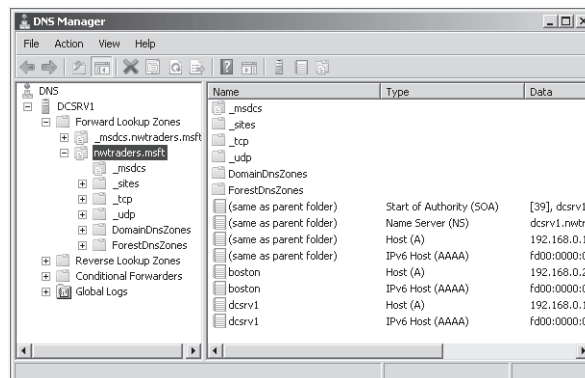 DNS Manager
File Action View Help
DNS
DCSRV1
Forward Lookup Zones
_msdcs.nwtraders.msft
nwtraders.msft
_msdcs
_sites
_tcp
_udp
DomainDnsZones
ForestDnsZones
Reverse Lookup Zones
Conditional Forwarders
Global Logs
Name Type Data
_msdcs
_sites
_tcp
_udp
DomainDnsZones
ForestDnsZones
(same as parent folder) Start of Authority (SOA) [39], dcsrv1
(same as parent folder) Name Server (NS) dcsrv1.nwtr
(same as parent folder) Host (A) 192.168.0.1
(same as parent folder) IPv6 Host (AAAA) fd00:0000:0
boston Host (A) 192.168.0.2
boston IPv6 Host (AAAA) fd00:0000:0
dcsrv1 Host (A) 192.168.0.1
dcsrv1 IPv6 Host (AAAA) fd00:0000:0